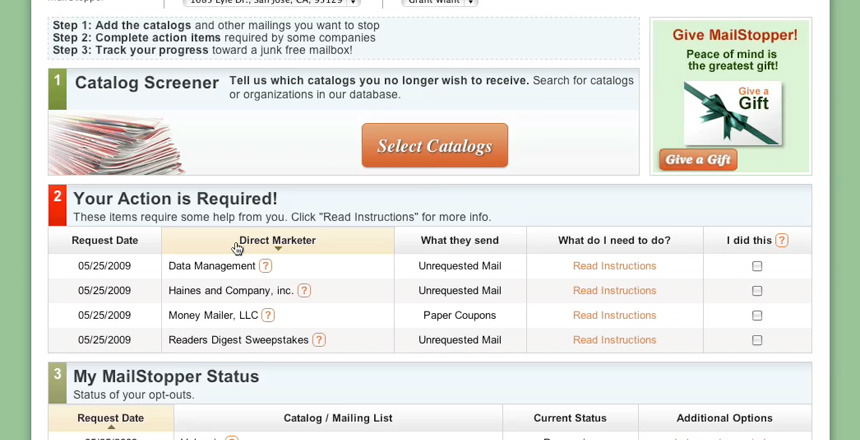 Step 1: Add the catalogs and other mailings you want to stop
Step 2: Complete action items required by some companies
Step 3: Track your progress toward a junk free mailbox!
Give MailStopper!
Peace of mind is
the greatest gift!
Give a
Gift
Give a Gift
1 Catalog Screener
Tell us which catalogs you no longer wish to receive. Search for catalogs
or organizations in our database.
Select Catalogs
2 Your Action is Required!
These items require some help from you. Click "Read Instructions" for more info.
Request Date Direct Marketer What they send What do I need to do? I did this ?
05/25/2009 Data Management ? Unrequested Mail Read Instructions
05/25/2009 Haines and Company, inc. ? Unrequested Mail Read Instructions
05/25/2009 Money Mailer, LLC ? Paper Coupons Read Instructions
05/25/2009 Readers Digest Sweepstakes ? Unrequested Mail Read Instructions
3 My MailStopper Status
Status of your opt-outs.
Request Date Catalog / Mailing List Current Status Additional Options